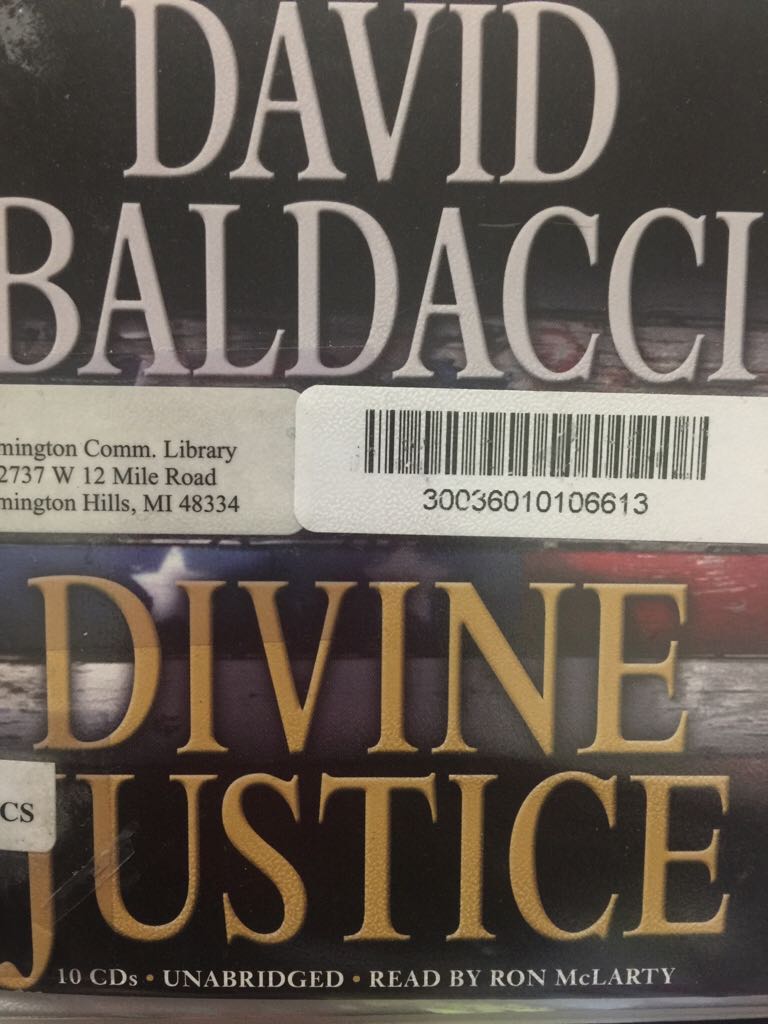 DAVID
BALDACCI
mington Comm. Library
2737 W 12 Mile Road
mington Hills, MI 48334
30036010106613
DIVINE
CS
JUSTICE
10 CDs • UNABRIDGED • READ BY RON McLARTY